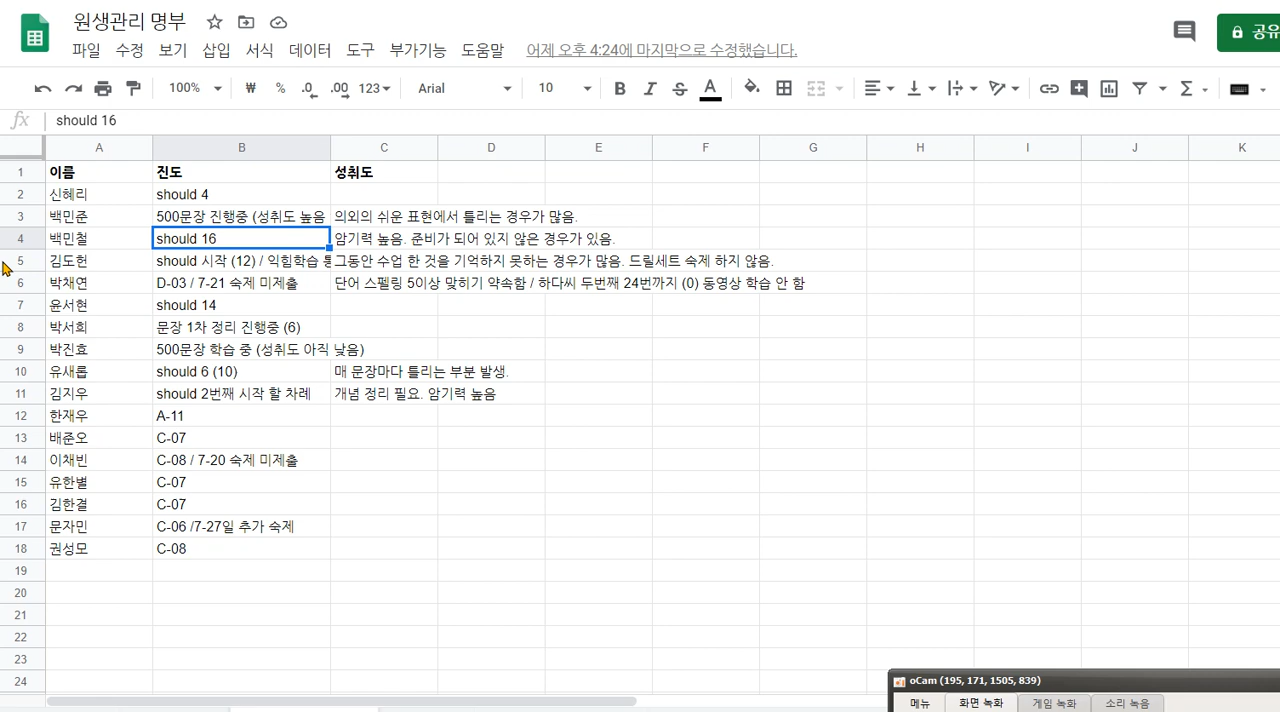 원생관리 명부
파일 수정 보기 삽입 서식 데이터 도구 부가기능 도움말 어제 오후 4:24에 마지막으로 수정했습니다.
공유
100% ₩ % .0 .00 123 Arial 10 B I S A
fx should 16
A B C D E F G H I J K
1 이름 진도 성취도
2 신혜리 should 4
3 백민준 500문장 진행중 (성취도 높음 의외의 쉬운 표현에서 틀리는 경우가 많음.
4 백민철 should 16 암기력 높음. 준비가 되어 있지 않은 경우가 있음.
5 김도헌 should 시작 (12) / 익힘학습 그동안 수업 한 것을 기억하지 못하는 경우가 많음. 드릴세트 숙제 하지 않음.
6 박채연 D-03 / 7-21 숙제 미제출 단어 스펠링 5이상 맞히기 약속함 / 하다씨 두번째 24번까지 (0) 동영상 학습 안 함
7 윤서현 should 14
8 박서희 문장 1차 정리 진행중 (6)
9 박진효 500문장 학습 중 (성취도 아직 낮음)
10 유새롭 should 6 (10) 매 문장마다 틀리는 부분 발생.
11 김지우 should 2번째 시작 할 차례 개념 정리 필요. 암기력 높음
12 한재우 A-11
13 배준오 C-07
14 이채빈 C-08 / 7-20 숙제 미제출
15 유한별 C-07
16 김한결 C-07
17 문자민 C-06 /7-27일 추가 숙제
18 권성모 C-08
19
20
21
22
23
24
oCam (195, 171, 1505, 839)
메뉴 화면 녹화 게임 녹화 소리 녹음